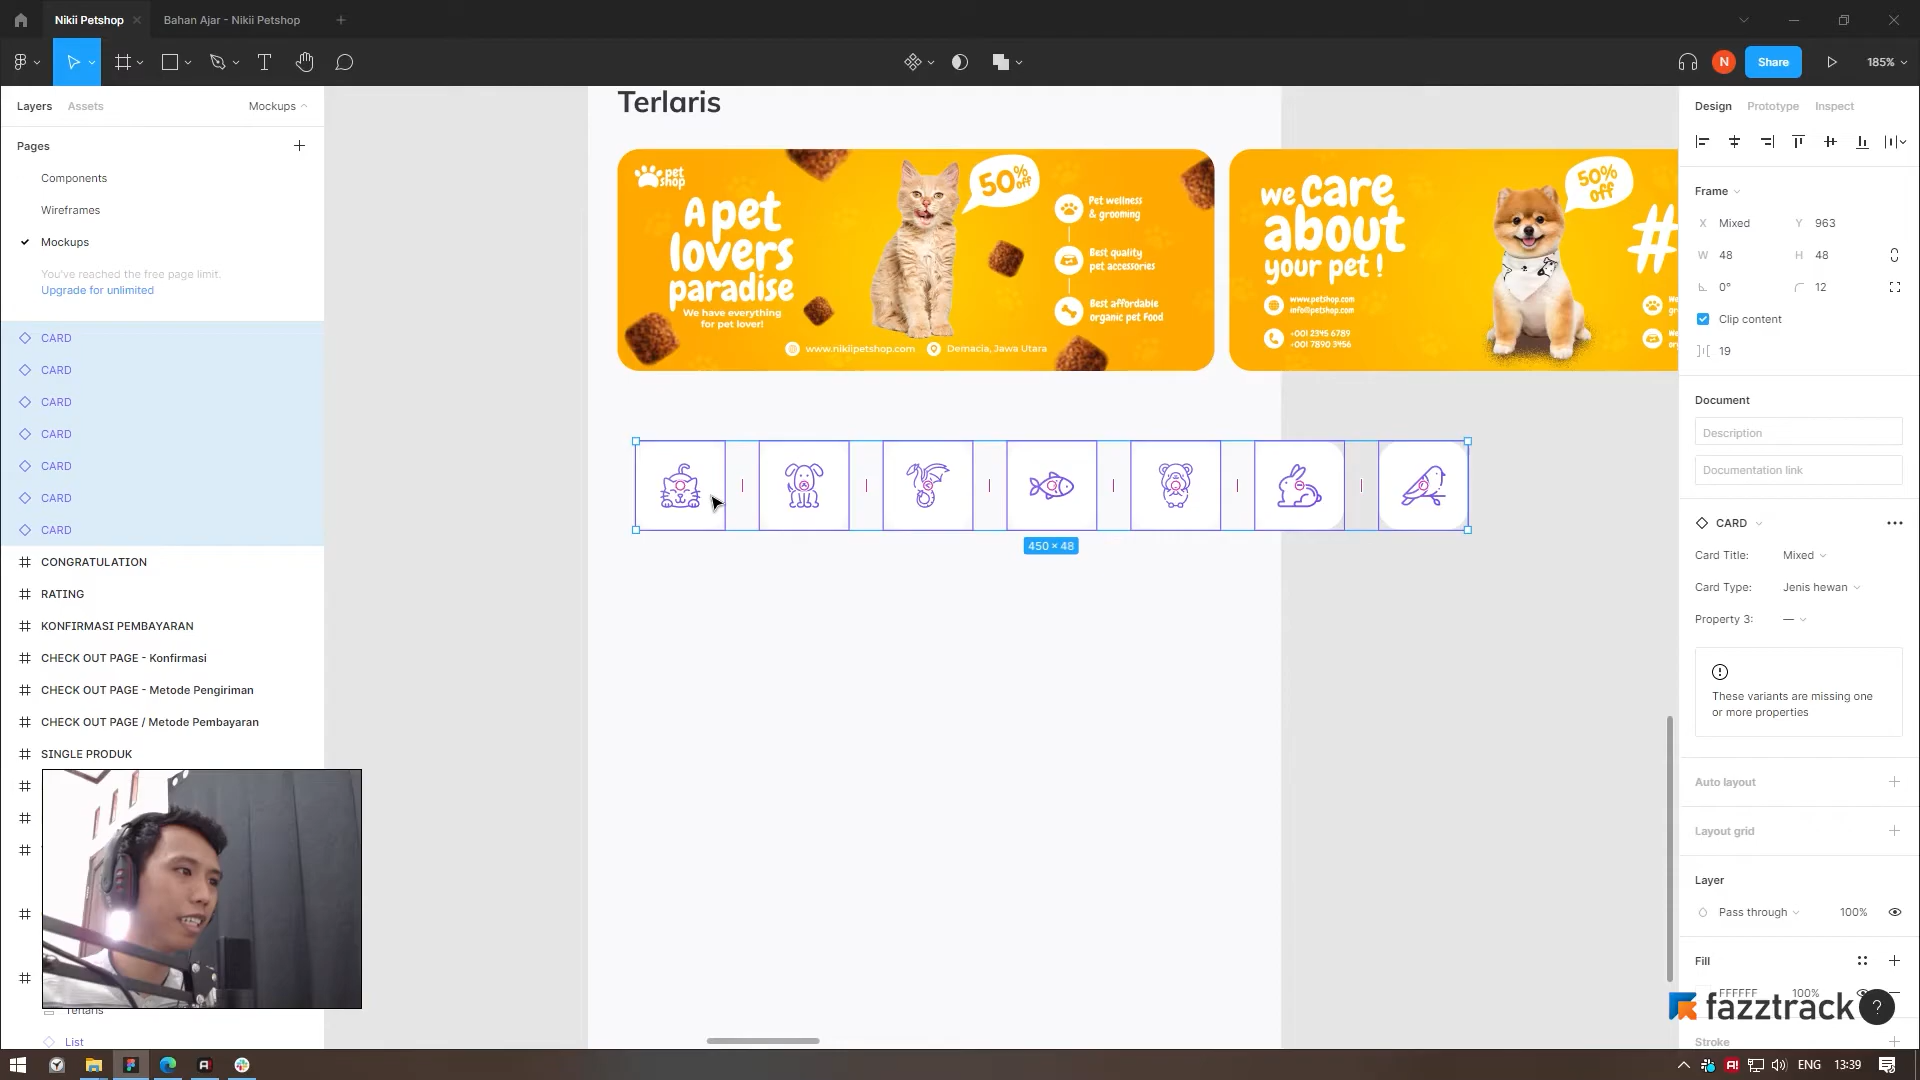 Nikii Petshop
Bahan Ajar - Nikii Petshop
Share
N
185%
Layers
Assets
Mockups
Pages
Components
Wireframes
Mockups
You've reached the free page limit.
Upgrade for unlimited
CARD
CARD
CARD
CARD
CARD
CARD
CARD
CONGRATULATION
RATING
KONFIRMASI PEMBAYARAN
CHECK OUT PAGE - Konfirmasi
CHECK OUT PAGE - Metode Pengiriman
CHECK OUT PAGE / Metode Pembayaran
SINGLE PRODUK
Terlaris
List
Terlaris
pet
shop
A pet
lovers
paradise
We have everything
for pet lover!
50%
off
Pet wellness
& grooming
Best quality
pet accessories
Best affordable
organic pet food
www.nikiipetshop.com
Demacia, Jawa Utara
we care
about
your pet !
www.petshop.com
info@petshop.com
+001 2345 6789
+001 7890 3456
50%
off
#
450 × 48
Design
Prototype
Inspect
Frame
X Mixed
Y 963
W 48
H 48
0°
12
Clip content
19
Document
Description
Documentation link
CARD
Card Title: Mixed
Card Type: Jenis hewan
Property 3: —
These variants are missing one
or more properties
Auto layout
Layout grid
Layer
Pass through
100%
Fill
FFFFFF
100%
Stroke
fazztrack
?
ENG
13:39